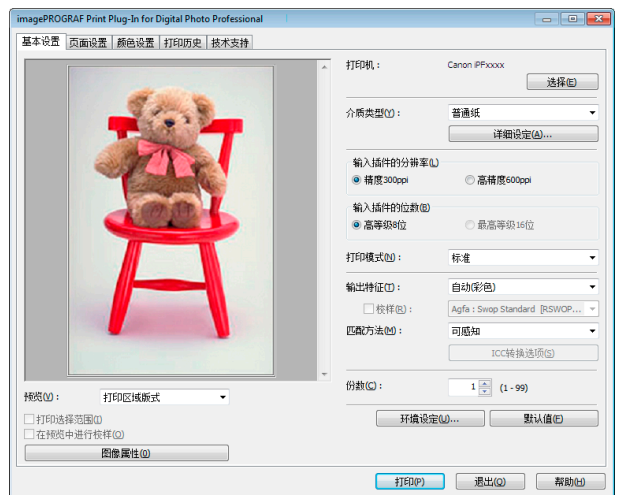 imagePROGRAF Print Plug-In for Digital Photo Professional
基本设置 页面设置 颜色设置 打印历史 技术支持
打印机： Canon iPFxxxx
选择(E)
介质类型(Y)： 普通纸
详细设定(A)...
输入插件的分辨率(L)
精度300ppi 高精度600ppi
输入插件的位数(B)
高等级8位 最高等级16位
打印模式(N)： 标准
输出特征(T)： 自动(彩色)
校样(R)： Agfa : Swop Standard [RSWOP...
匹配方法(M)： 可感知
ICC转换选项(S)
份数(C)： 1 (1 - 99)
环境设定(U)... 默认值(F)
预览(V)： 打印区域版式
打印选择范围(I)
在预览中进行校样(O)
图像属性(0)
打印(P) 退出(Q) 帮助(H)